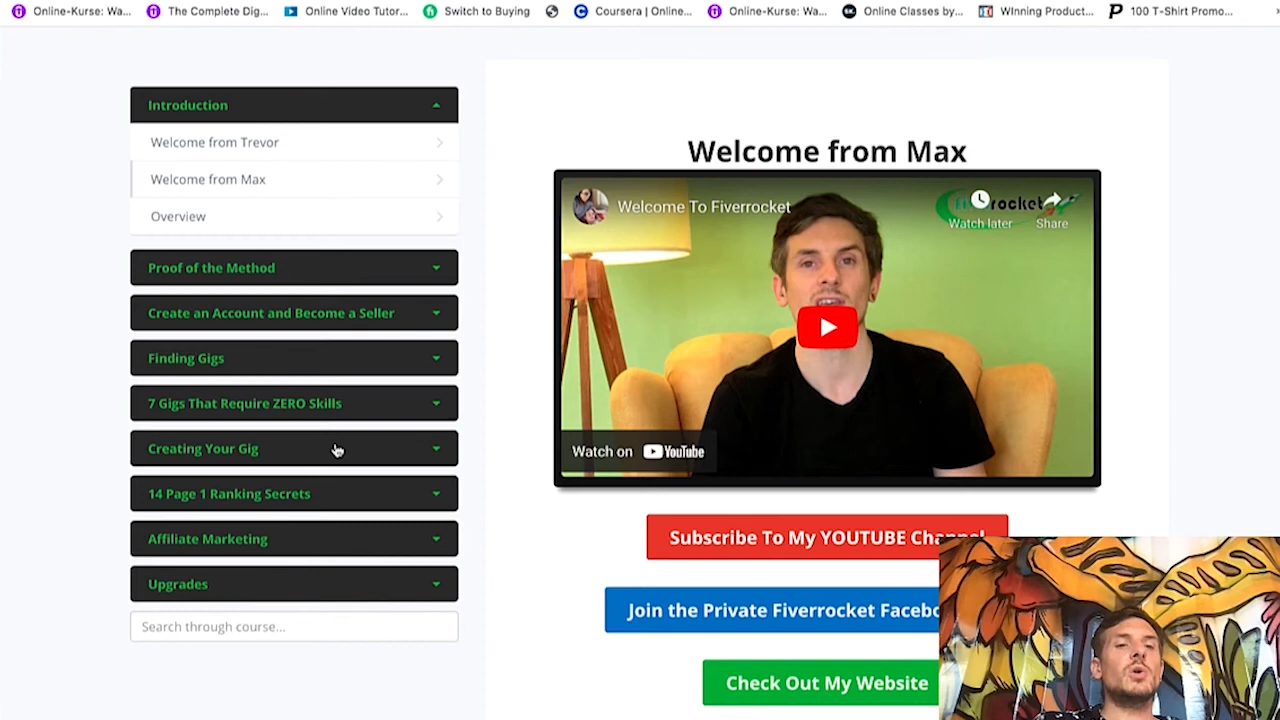 Online-Kurse: Wa...
The Complete Dig...
Online Video Tutor...
Switch to Buying
Coursera | Online...
Online-Kurse: Wa...
Online Classes by...
WInning Product...
100 T-Shirt Promo...
Introduction
Welcome from Trevor
Welcome from Max
Overview
Proof of the Method
Create an Account and Become a Seller
Finding Gigs
7 Gigs That Require ZERO Skills
Creating Your Gig
14 Page 1 Ranking Secrets
Affiliate Marketing
Upgrades
Search through course...
Welcome from Max
Welcome To Fiverrocket
Watch later
Share
Watch on YouTube
Subscribe To My YOUTUBE Channel
Join the Private Fiverrocket Facebo
Check Out My Website